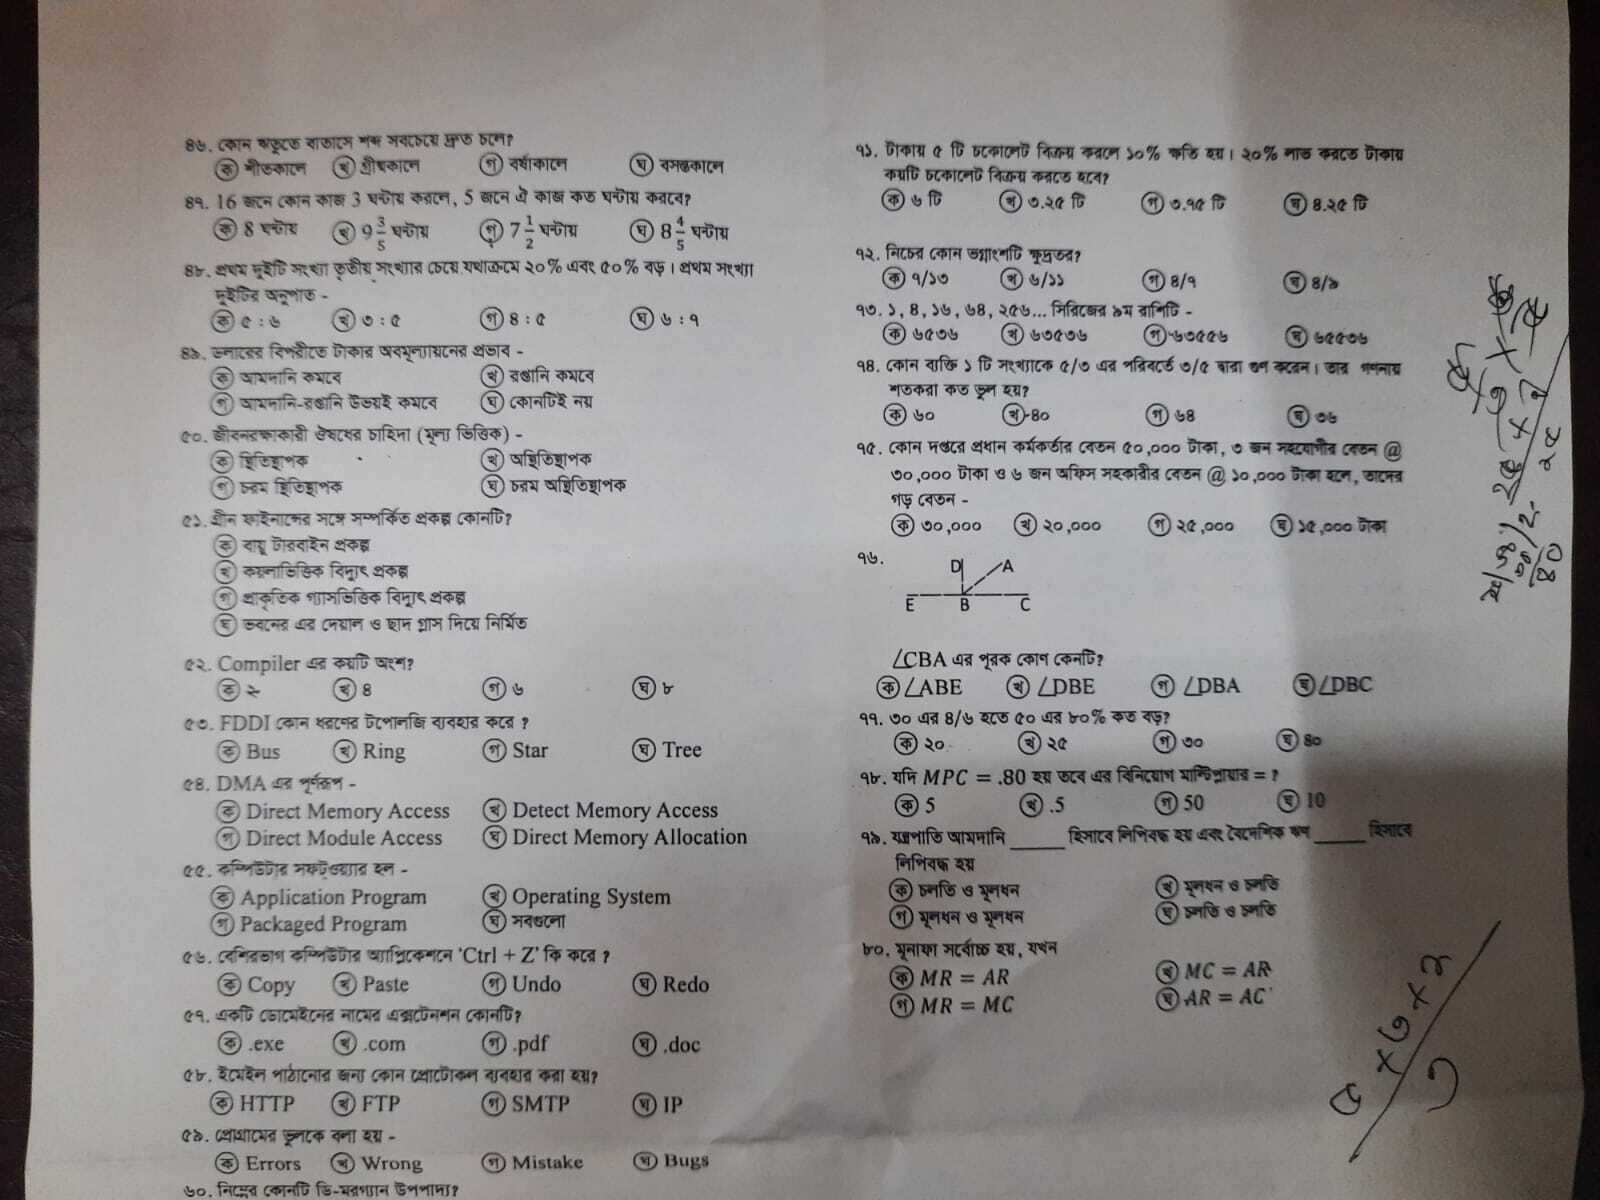 ৪৬. কোন ঋতুতে বাতাসে শব্দ সবচেয়ে দ্রুত চলে?
ক শীতকালে খ গ্রীষ্মকালে গ বর্ষাকালে ঘ বসন্তকালে
৪৭. 16 জনে কোন কাজ 3 ঘন্টায় করলে, 5 জনে ঐ কাজ কত ঘন্টায় করবে?
ক 8 ঘন্টায় খ 9 3/5 ঘন্টায় গ 7 1/2 ঘন্টায় ঘ 8 4/5 ঘন্টায়
৪৮. প্রথম দুইটি সংখ্যা তৃতীয় সংখ্যার চেয়ে যথাক্রমে ২০% এবং ৫০% বড়। প্রথম সংখ্যা
দুইটির অনুপাত -
ক ৫ : ৬ খ ৩ : ৫ গ ৪ : ৫ ঘ ৬ : ৭
৪৯. ডলারের বিপরীতে টাকার অবমূল্যায়নের প্রভাব -
ক আমদানি কমবে খ রপ্তানি কমবে
গ আমদানি-রপ্তানি উভয়ই কমবে ঘ কোনটিই নয়
৫০. জীবনরক্ষাকারী ঔষধের চাহিদা (মূল্য ভিত্তিক) -
ক স্থিতিস্থাপক খ অস্থিতিস্থাপক
গ চরম স্থিতিস্থাপক ঘ চরম অস্থিতিস্থাপক
৫১. গ্রীন ফাইনান্সের সঙ্গে সম্পর্কিত প্রকল্প কোনটি?
ক বায়ু টারবাইন প্রকল্প
খ কয়লাভিত্তিক বিদ্যুৎ প্রকল্প
গ প্রাকৃতিক গ্যাসভিত্তিক বিদ্যুৎ প্রকল্প
ঘ ভবনের এর দেয়াল ও ছাদ গ্লাস দিয়ে নির্মিত
৫২. Compiler এর কয়টি অংশ?
ক ২ খ ৪ গ ৬ ঘ ৮
৫৩. FDDI কোন ধরণের টপোলজি ব্যবহার করে ?
ক Bus খ Ring গ Star ঘ Tree
৫৪. DMA এর পূর্ণরূপ -
ক Direct Memory Access খ Detect Memory Access
গ Direct Module Access ঘ Direct Memory Allocation
৫৫. কম্পিউটার সফটওয়্যার হল -
ক Application Program খ Operating System
গ Packaged Program ঘ সবগুলো
৫৬. বেশিরভাগ কম্পিউটার অ্যাপ্লিকেশনে 'Ctrl + Z' কি করে ?
ক Copy খ Paste গ Undo ঘ Redo
৫৭. একটি ডোমেইনের নামের এক্সটেনশন কোনটি?
ক .exe খ .com গ .pdf ঘ .doc
৫৮. ইমেইল পাঠানোর জন্য কোন প্রোটোকল ব্যবহার করা হয়?
ক HTTP খ FTP গ SMTP ঘ IP
৫৯. প্রোগ্রামের ভুলকে বলা হয় -
ক Errors খ Wrong গ Mistake ঘ Bugs
৬০. নিম্নের কোনটি ডি-মরগ্যান উপপাদ্য?
৭১. টাকায় ৫ টি চকোলেট বিক্রয় করলে ১০% ক্ষতি হয়। ২০% লাভ করতে টাকায়
কয়টি চকোলেট বিক্রয় করতে হবে?
ক ৬ টি খ ৩.২৫ টি গ ৩.৭৫ টি ঘ ৪.২৫ টি
৭২. নিচের কোন ভগ্নাংশটি ক্ষুদ্রতর?
ক ৭/১৩ খ ৬/১১ গ ৪/৭ ঘ ৪/৯
৭৩. ১, ৪, ১৬, ৬৪, ২৫৬... সিরিজের ৯ম রাশিটি -
ক ৬৫৩৬ খ ৬৩৫৩৬ গ ৬৩৫৫৬ ঘ ৬৫৫৩৬
৭৪. কোন ব্যক্তি ১ টি সংখ্যাকে ৫/৩ এর পরিবর্তে ৩/৫ দ্বারা গুণ করেন। তার গণনায়
শতকরা কত ভুল হয়?
ক ৬০ খ ৪০ গ ৬৪ ঘ ৩৬
৭৫. কোন দপ্তরে প্রধান কর্মকর্তার বেতন ৫০,০০০ টাকা, ৩ জন সহযোগীর বেতন @
৩০,০০০ টাকা ও ৬ জন অফিস সহকারীর বেতন @ ১০,০০০ টাকা হলে, তাদের
গড় বেতন -
ক ৩০,০০০ খ ২০,০০০ গ ২৫,০০০ ঘ ১৫,০০০ টাকা
৭৬.
D A
E B C
∠CBA এর পূরক কোণ কেনটি?
ক ∠ABE খ ∠DBE গ ∠DBA ঘ ∠DBC
৭৭. ৩০ এর ৪/৬ হতে ৫০ এর ৮০% কত বড়?
ক ২০ খ ২৫ গ ৩০ ঘ ৪০
৭৮. যদি MPC = .80 হয় তবে এর বিনিয়োগ মাল্টিপ্লায়ার = ?
ক 5 খ .5 গ 50 ঘ 10
৭৯. যন্ত্রপাতি আমদানি ______ হিসাবে লিপিবদ্ধ হয় এবং বৈদেশিক ঋণ ______ হিসাবে
লিপিবদ্ধ হয়
ক চলতি ও মূলধন খ মূলধন ও চলতি
গ মূলধন ও মূলধন ঘ চলতি ও চলতি
৮০. মুনাফা সর্বোচ্চ হয়, যখন
ক MR = AR খ MC = AR
গ MR = MC ঘ AR = AC